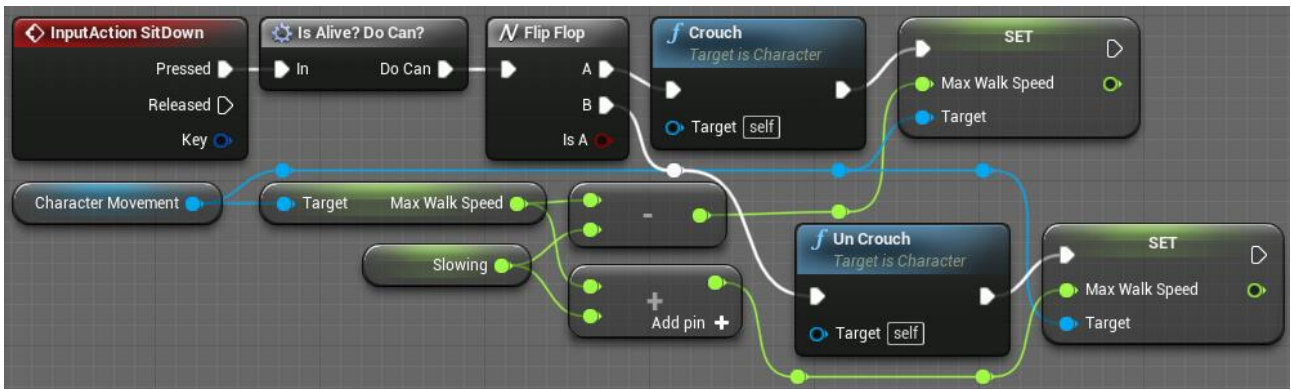 InputAction SitDown
Pressed
Released
Key
Is Alive? Do Can?
In Do Can
Flip Flop
A
B
Is A
Crouch
Target is Character
Target self
SET
Max Walk Speed
Target
Character Movement
Target Max Walk Speed
-
Slowing
+
Add pin +
Un Crouch
Target is Character
Target self
SET
Max Walk Speed
Target